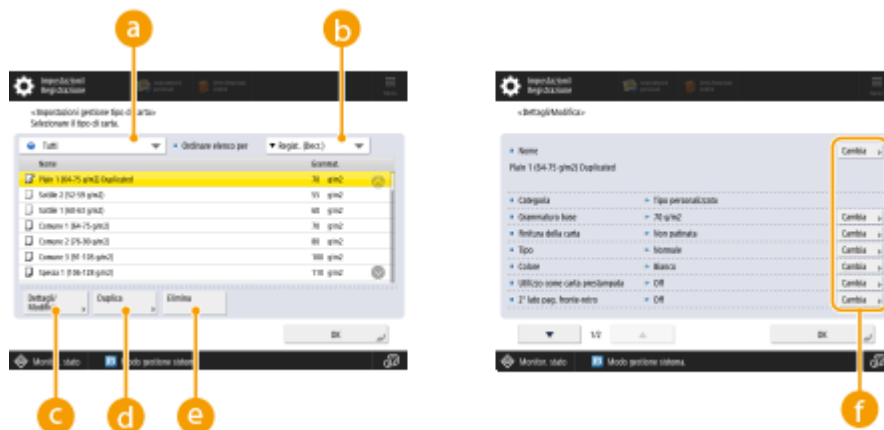 a
b
Impostazioni/
Registrazione
<Impostazioni gestione tipo di carta>
Selezionare il tipo di carta.
Tutti
Ordinare elenco per
Regist. (Decr.)
Nome
Grammat.
Plain 1 (64-75 g/m2) Duplicated
70 g/m2
Sottile 2 (52-59 g/m2)
55 g/m2
Sottile 1 (60-63 g/m2)
60 g/m2
Comune 1 (64-75 g/m2)
70 g/m2
Comune 2 (76-90 g/m2)
80 g/m2
Comune 3 (91-105 g/m2)
100 g/m2
Spessa 1 (106-128 g/m2)
110 g/m2
Dettagli/
Modifica
Duplica
Elimina
OK
Monitor. stato
Modo gestione sistema.
c
d
e
Impostazioni/
Registrazione
<Dettagli/Modifica>
Nome
Cambia
Plain 1 (64-75 g/m2) Duplicated
Categoria
Tipo personalizzato
Grammatura base
70 g/m2
Cambia
Finitura della carta
Non patinata
Cambia
Tipo
Normale
Cambia
Colore
Bianco
Cambia
Utilizzo come carta prestampata
Off
Cambia
2° lato pag. fronte-retro
Off
Cambia
1/2
OK
Monitor. stato
Modo gestione sistema.
f